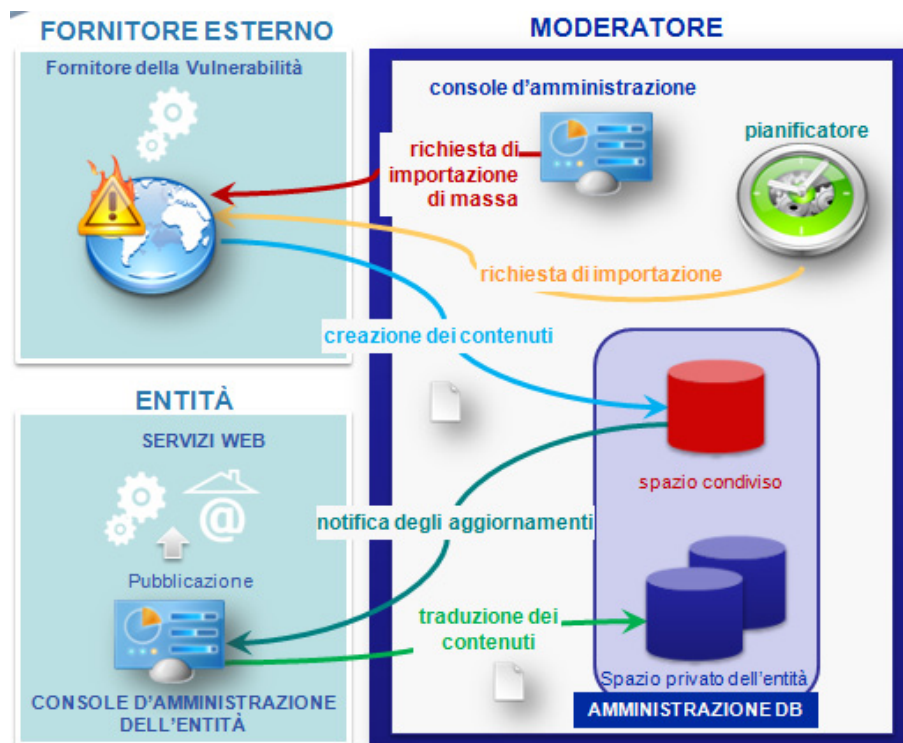 FORNITORE ESTERNO
Fornitore della Vulnerabilità
MODERATORE
console d'amministrazione
pianificatore
richiesta di
importazione
di massa
richiesta di importazione
creazione dei contenuti
spazio condiviso
ENTITÀ
SERVIZI WEB
@
notifica degli aggiornamenti
Pubblicazione
traduzione dei
contenuti
Spazio privato dell'entità
CONSOLE D'AMMINISTRAZIONE
DELL'ENTITÀ
AMMINISTRAZIONE DB